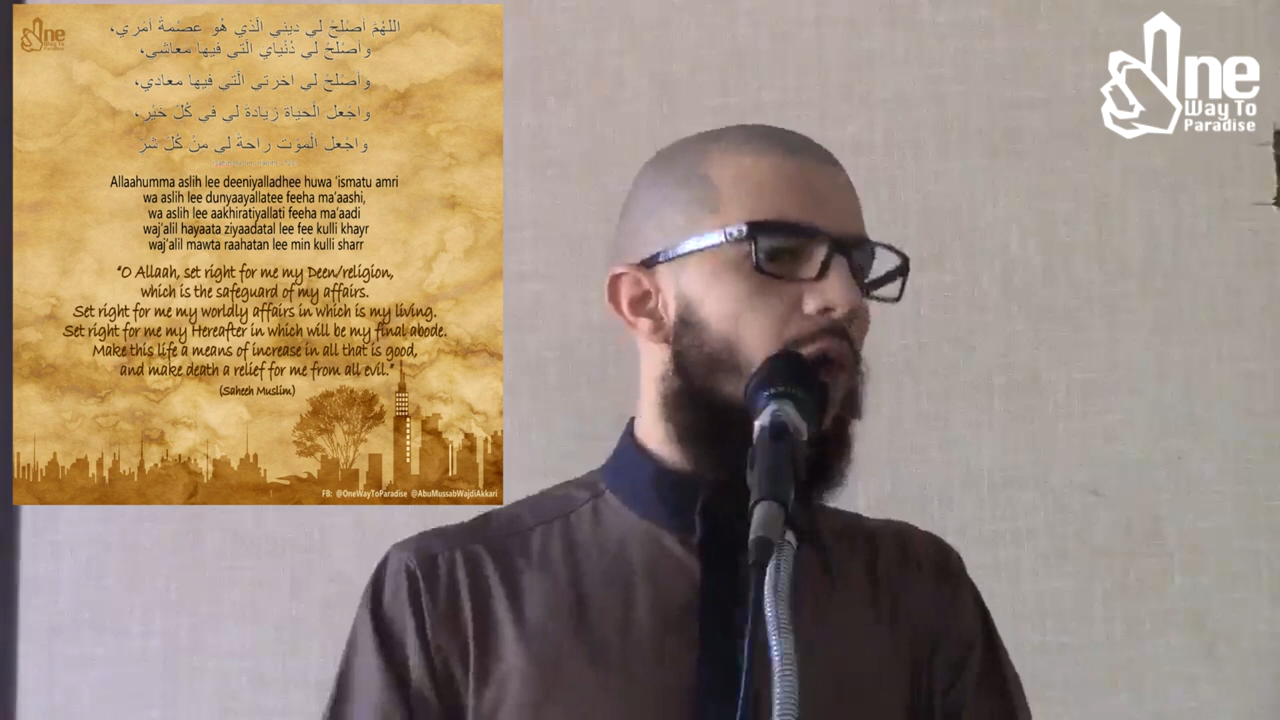 One
Way To
Paradise
اللَّهُمَّ أَصْلِحْ لِي دِينِي الَّذِي هُوَ عِصْمَةُ أَمْرِي،
وَأَصْلِحْ لِي دُنْيَايَ الَّتِي فِيهَا مَعَاشِي،
وَأَصْلِحْ لِي آخِرَتِي الَّتِي فِيهَا مَعَادِي،
وَاجْعَلِ الْحَيَاةَ زِيَادَةً لِي فِي كُلِّ خَيْرٍ،
وَاجْعَلِ الْمَوْتَ رَاحَةً لِي مِنْ كُلِّ شَرٍّ
Allaahumma aslih lee deeniyalladhee huwa 'ismatu amri
wa aslih lee dunyaayallatee feeha ma'aashi,
wa aslih lee aakhiratiyallati feeha ma'aadi
waj'alil hayaata ziyaadatal lee fee kulli khayr
waj'alil mawta raahatan lee min kulli sharr
"O Allaah, set right for me my Deen/religion,
which is the safeguard of my affairs.
Set right for me my worldly affairs in which is my living.
Set right for me my Hereafter in which will be my final abode.
Make this life a means of increase in all that is good,
and make death a relief for me from all evil."
(Saheeh Muslim)
FB: @OneWayToParadise @AbuMussabWajdiAkkari
One
Way To
Paradise